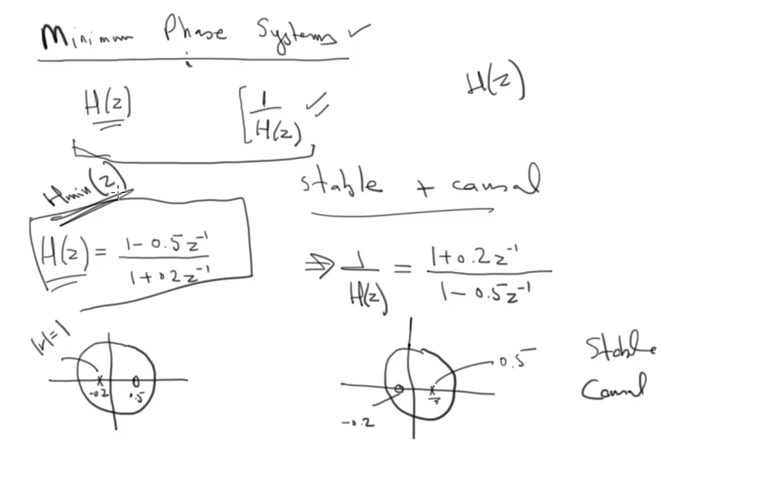 Minimum Phase Systems ✓
H(z) [1/H(z)] ✓ H(z)
Hmin(z)
stable + causal
H(z) = (1 - 0.5z⁻¹)/(1 + 0.2z⁻¹) ⇒ 1/H(z) = (1 + 0.2z⁻¹)/(1 - 0.5z⁻¹)
|z|=1
0.5
Stable
Causal
-0.2 0.5
-0.2